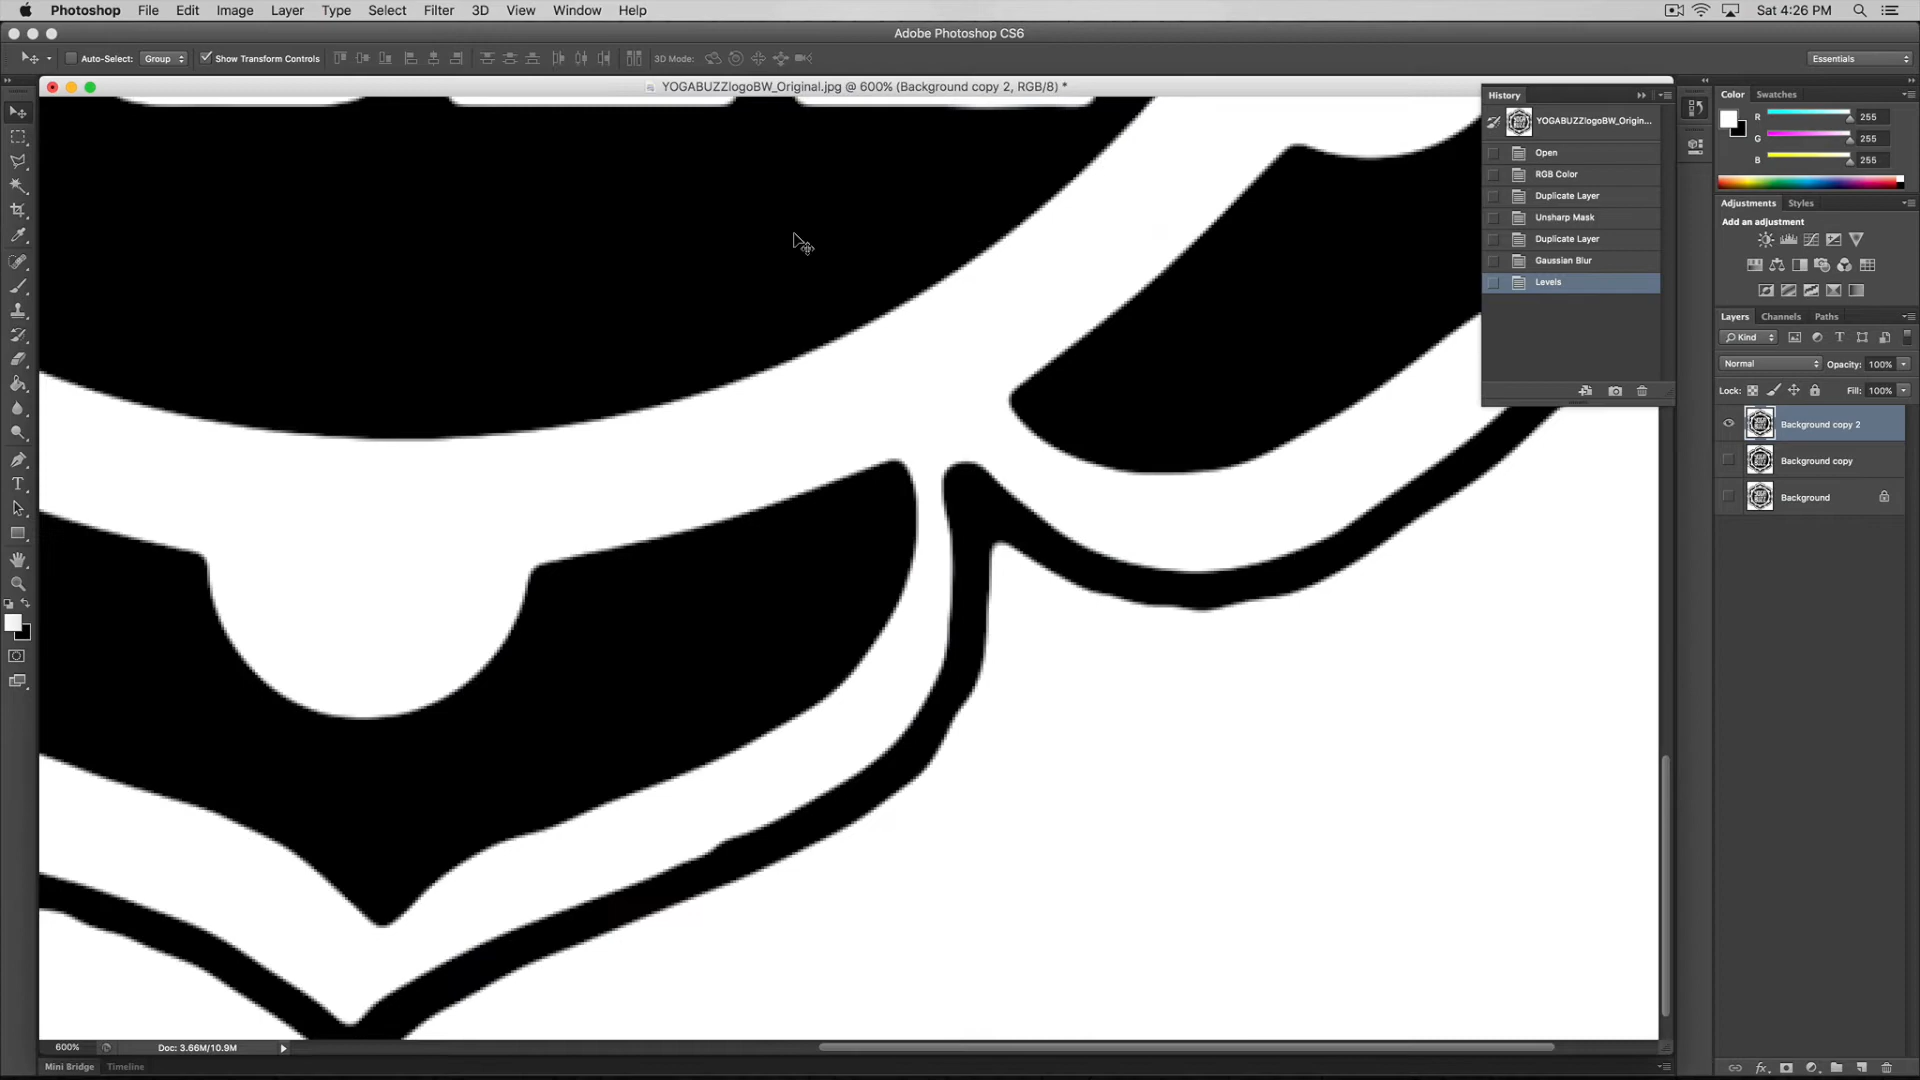 Photoshop File Edit Image Layer Type Select Filter 3D View Window Help Sat 4:26 PM
Adobe Photoshop CS6
Auto-Select: Group Show Transform Controls 3D Mode: Essentials
YOGABUZZlogoBW_Original.jpg @ 600% (Background copy 2, RGB/8) *
History
YOGABUZZlogoBW_Origin...
Open
RGB Color
Duplicate Layer
Unsharp Mask
Duplicate Layer
Gaussian Blur
Levels
Color Swatches
R 255
G 255
B 255
Adjustments Styles
Add an adjustment
Layers Channels Paths
Kind
Normal Opacity: 100%
Lock: Fill: 100%
Background copy 2
Background copy
Background
600% Doc: 3.66M/10.9M
Mini Bridge Timeline